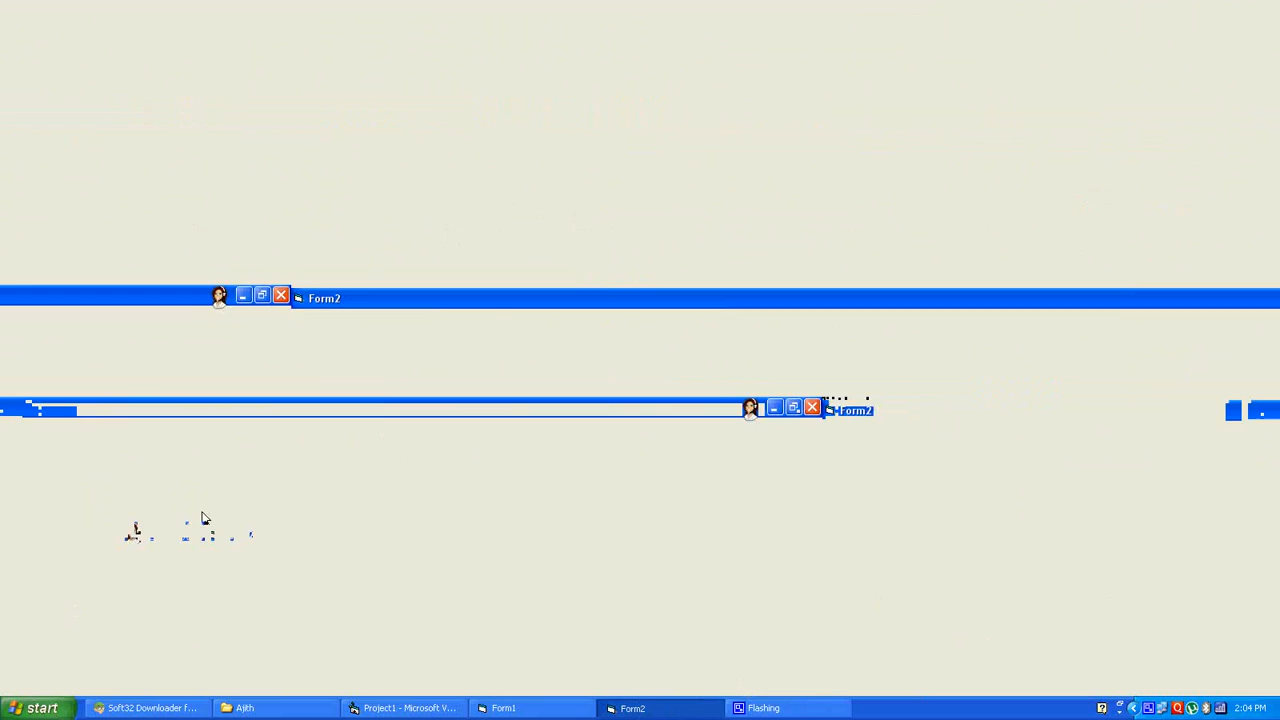 Form2
Form2
start
Soft32 Downloader f...
Ajith
Project1 - Microsoft V...
Form1
Form2
Flashing
2:04 PM